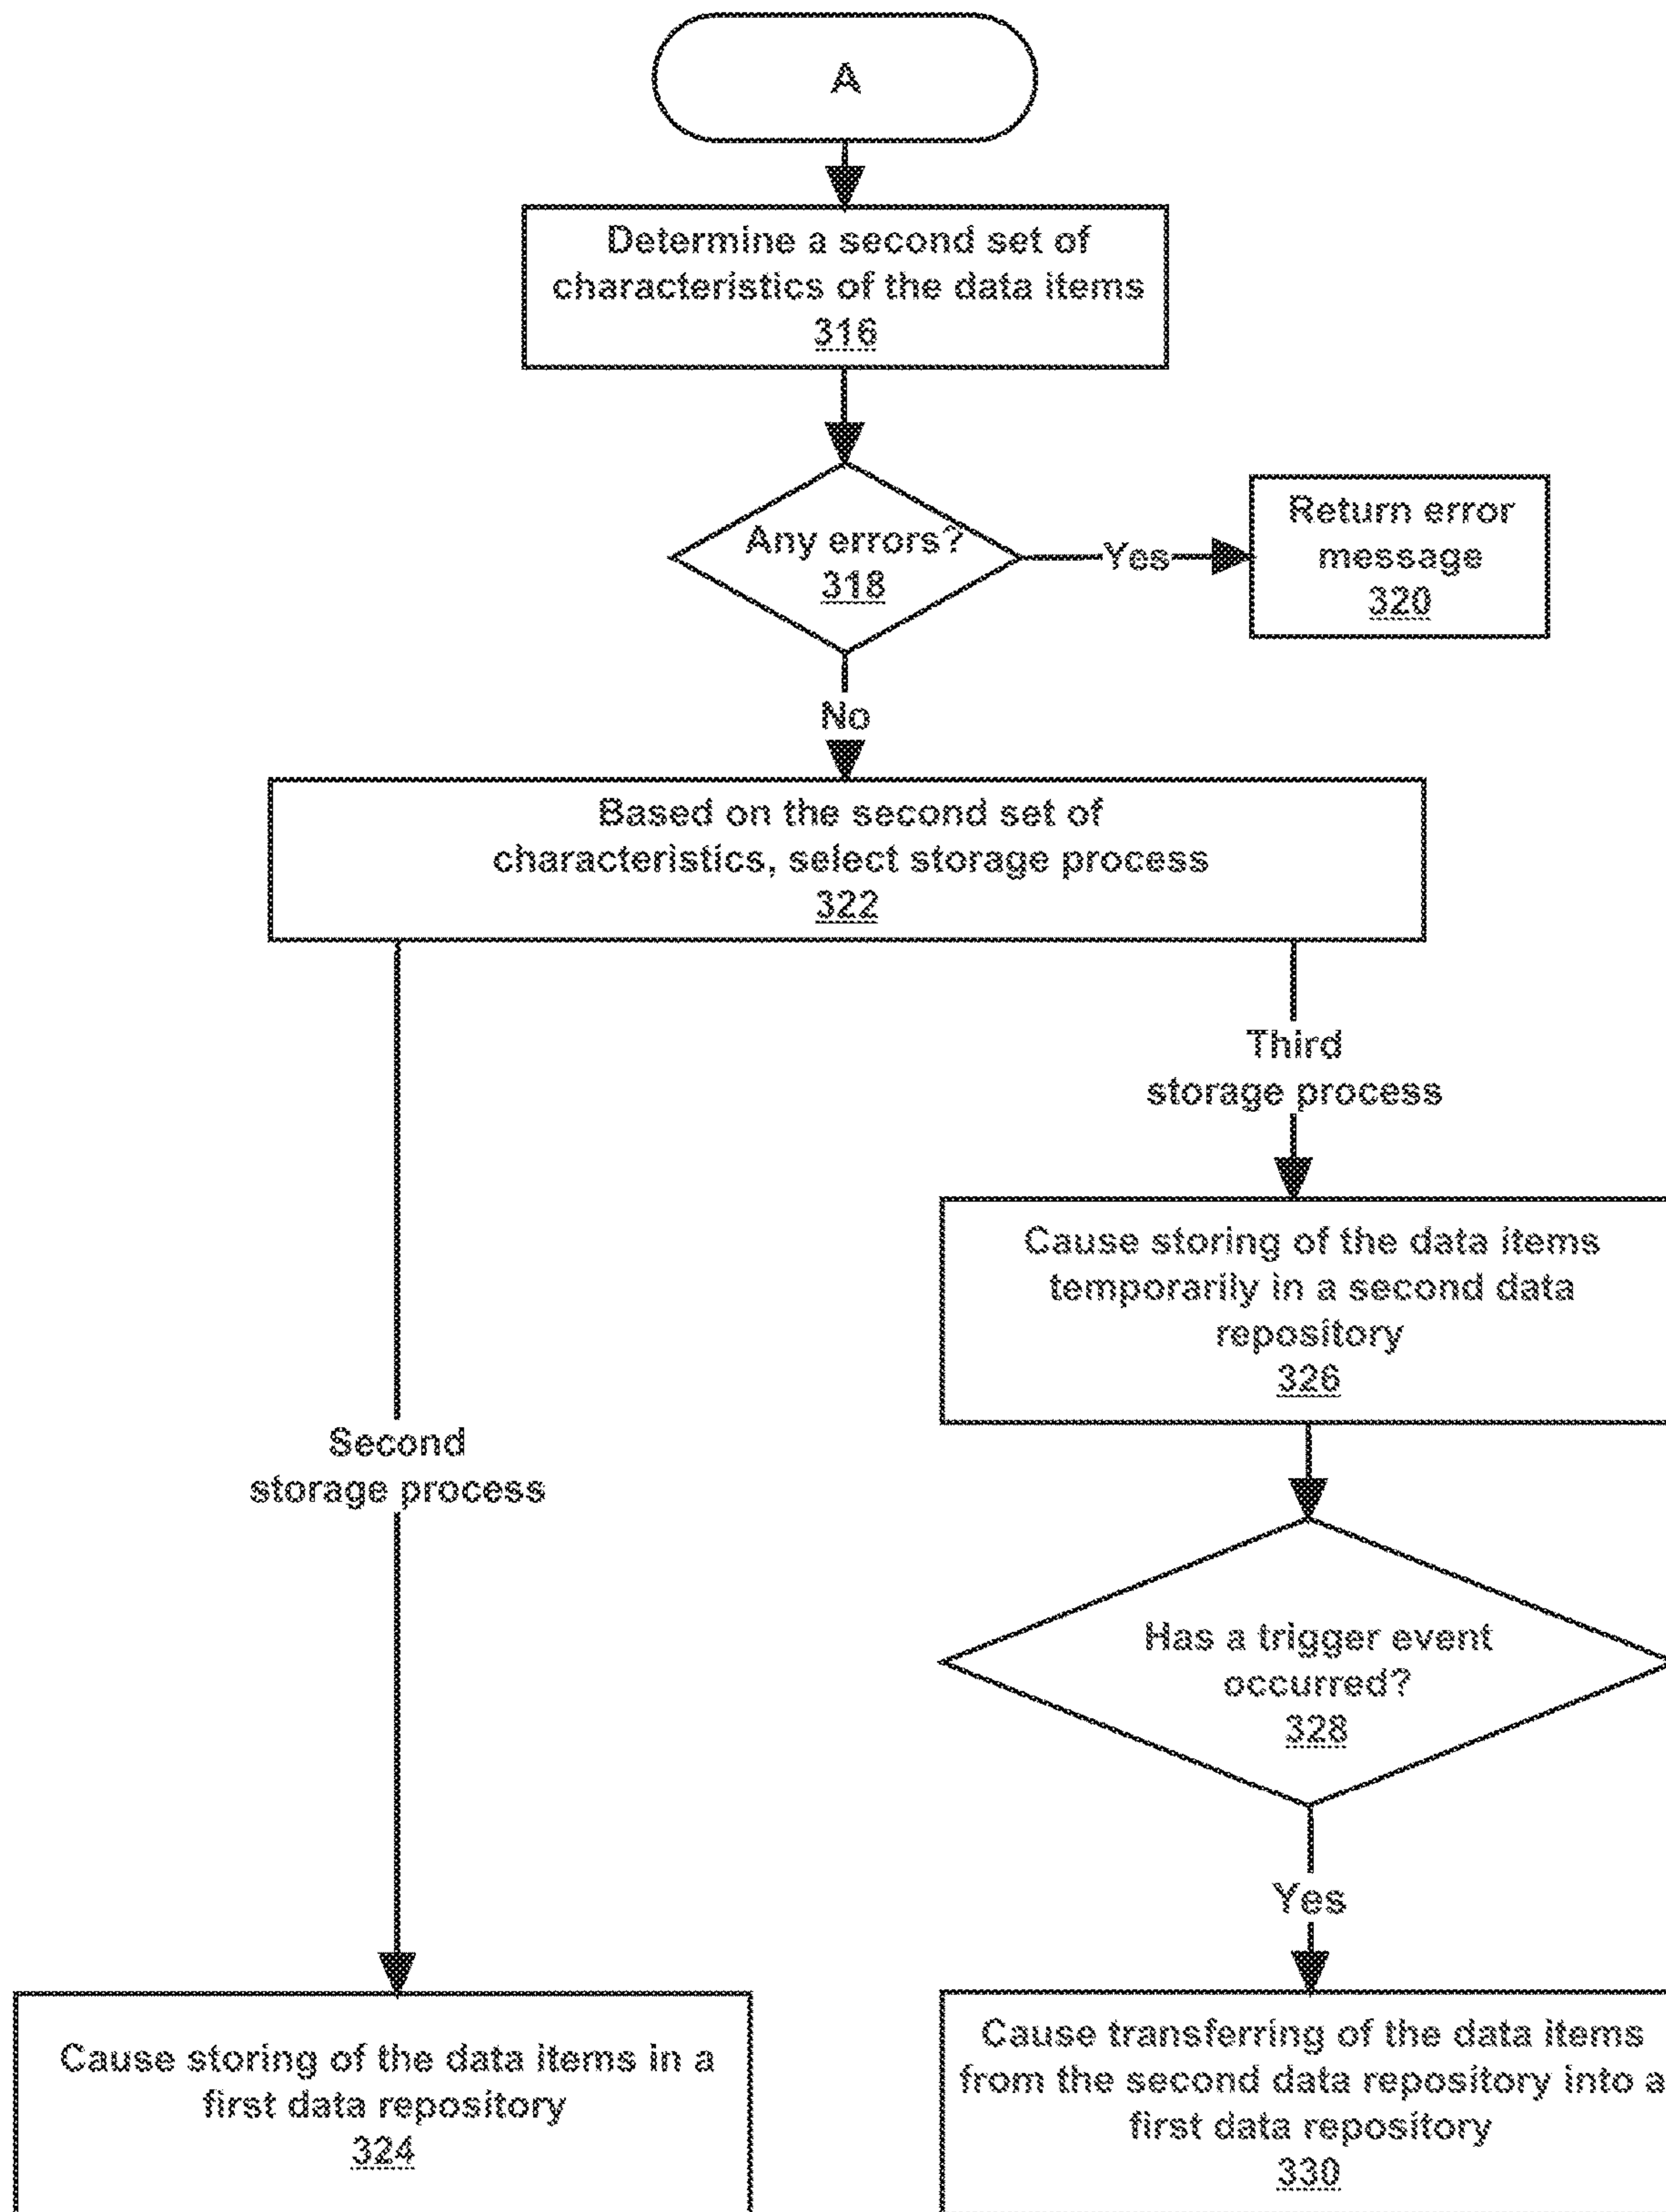 A
Determine a second set of
characteristics of the data items
316
Any errors?
318
Yes
Return error
message
320
No
Based on the second set of
characteristics, select storage process
322
Third
storage process
Cause storing of the data items
temporarily in a second data
repository
326
Second
storage process
Has a trigger event
occurred?
328
Yes
Cause storing of the data items in a
first data repository
324
Cause transferring of the data items
from the second data repository into a
first data repository
330